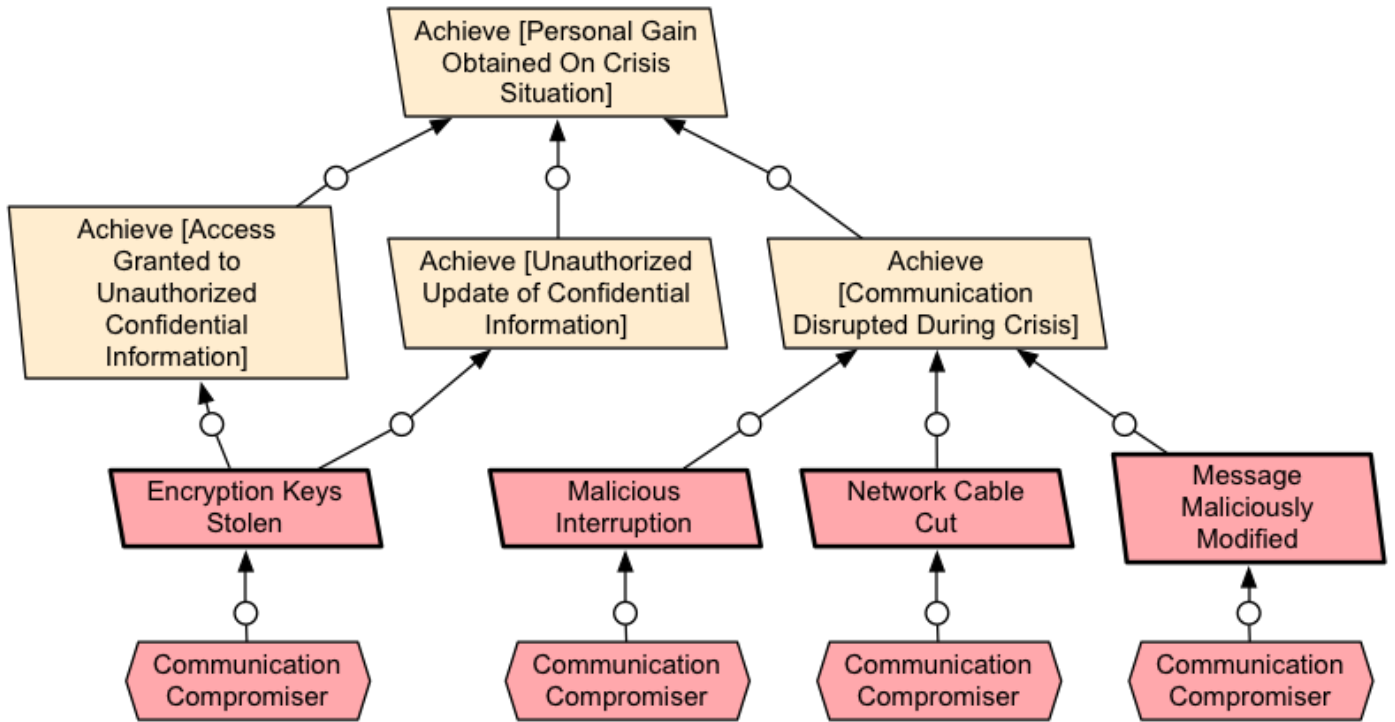 Achieve [Personal Gain
Obtained On Crisis
Situation]
Achieve [Access
Granted to
Unauthorized
Confidential
Information]
Achieve [Unauthorized
Update of Confidential
Information]
Achieve
[Communication
Disrupted During Crisis]
Encryption Keys
Stolen
Malicious
Interruption
Network Cable
Cut
Message
Maliciously
Modified
Communication
Compromiser
Communication
Compromiser
Communication
Compromiser
Communication
Compromiser